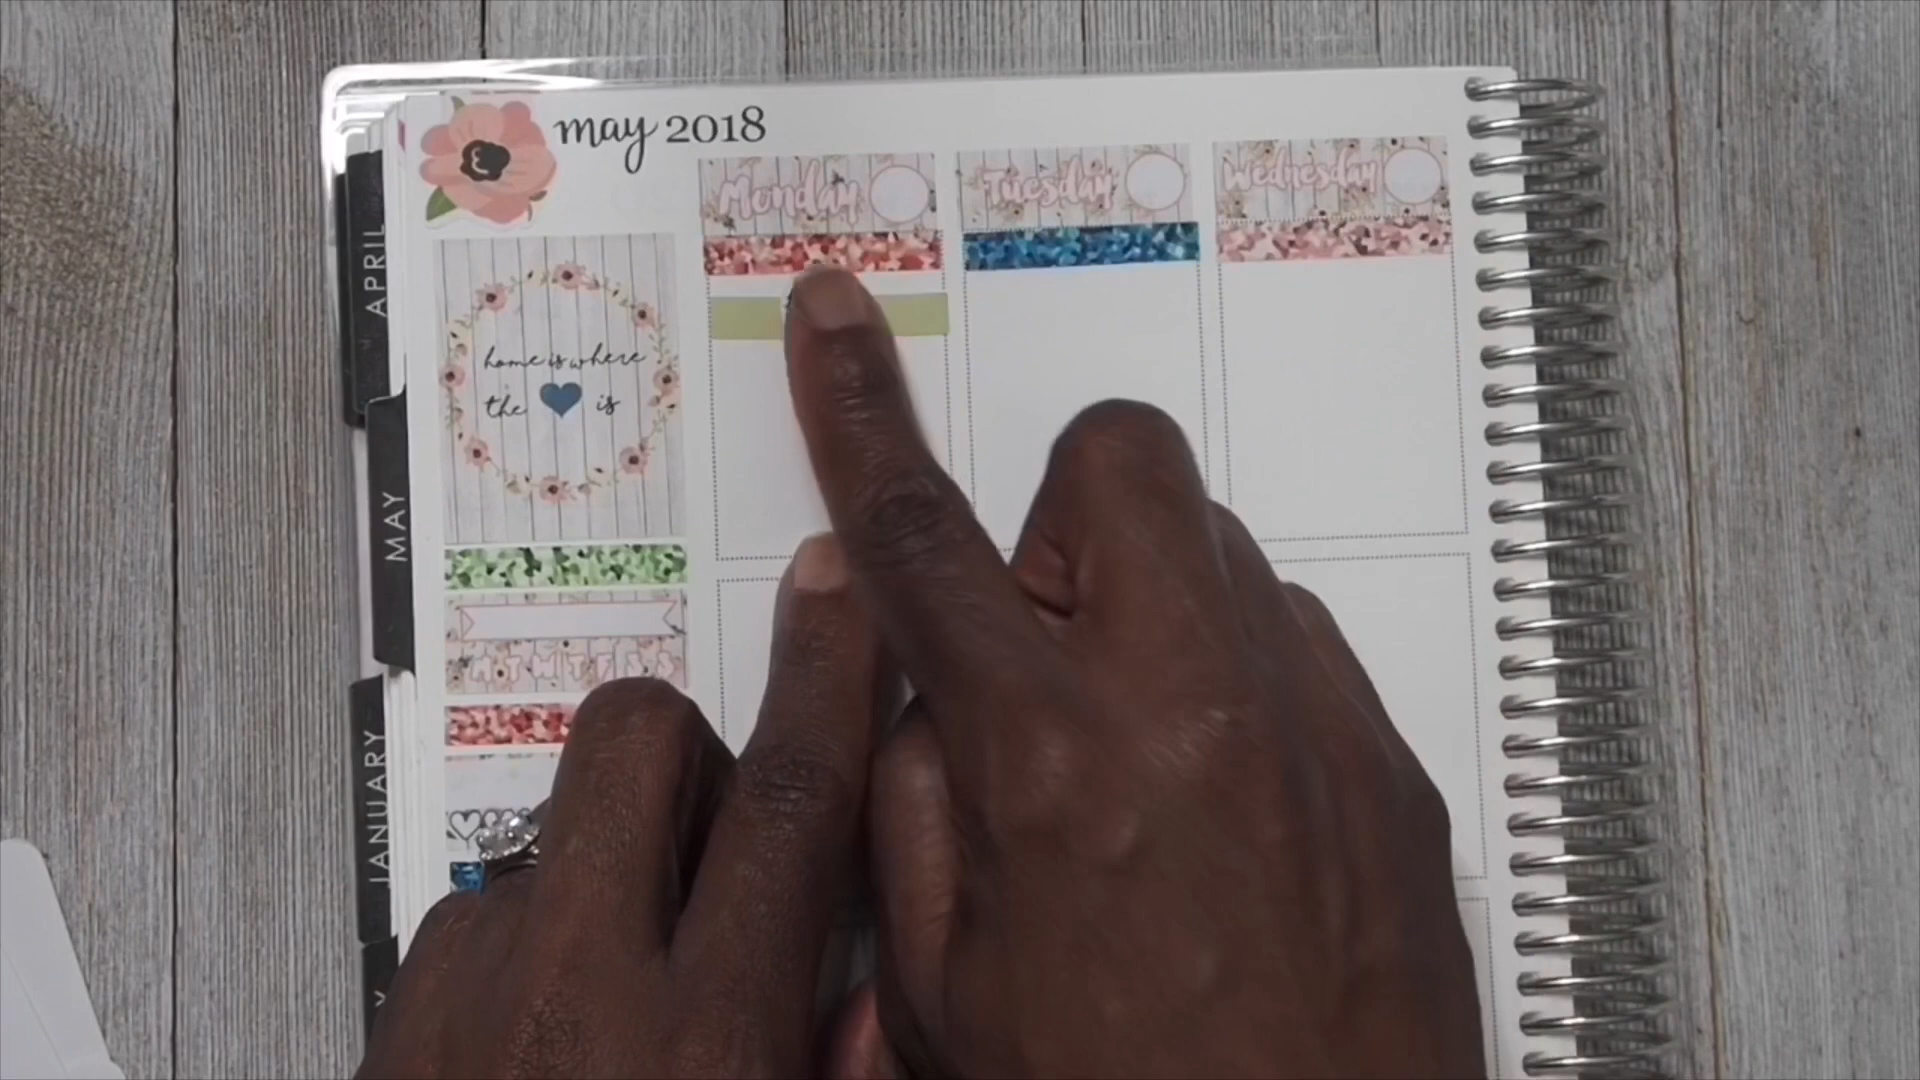 may 2018
Monday
Tuesday
Wednesday
home is where
the is
M T W T F S S
APRIL
MAY
JANUARY